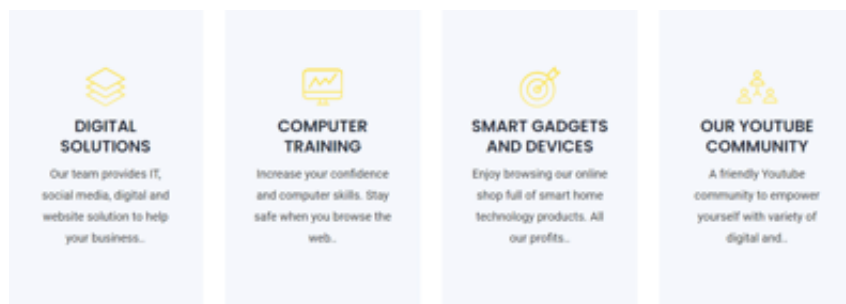 DIGITAL
SOLUTIONS
Our team provides IT,
social media, digital and
website solution to help
your business..
COMPUTER
TRAINING
Increase your confidence
and computer skills. Stay
safe when you browse the
web..
SMART GADGETS
AND DEVICES
Enjoy browsing our online
shop full of smart home
technology products. All
our profits..
OUR YOUTUBE
COMMUNITY
A friendly Youtube
community to empower
yourself with variety of
digital and..